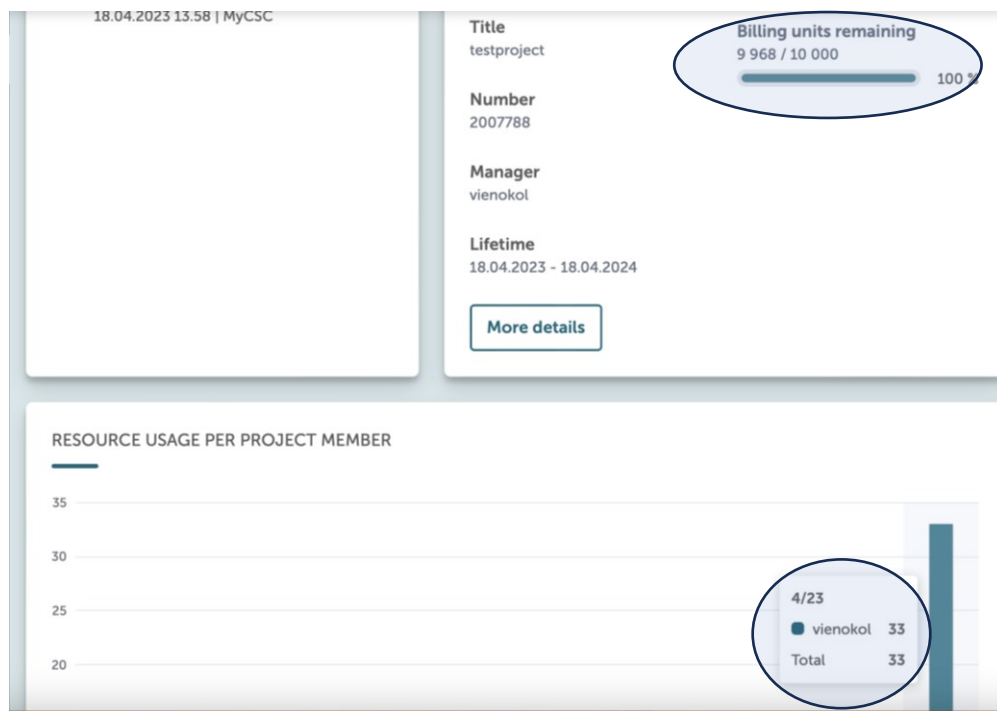 18.04.2023 13.58 | MyCSC
Title
testproject
Number
2007788
Manager
vienokol
Lifetime
18.04.2023 - 18.04.2024
More details
Billing units remaining
9 968 / 10 000
100 %
RESOURCE USAGE PER PROJECT MEMBER
35
30
25
20
4/23
vienokol 33
Total 33